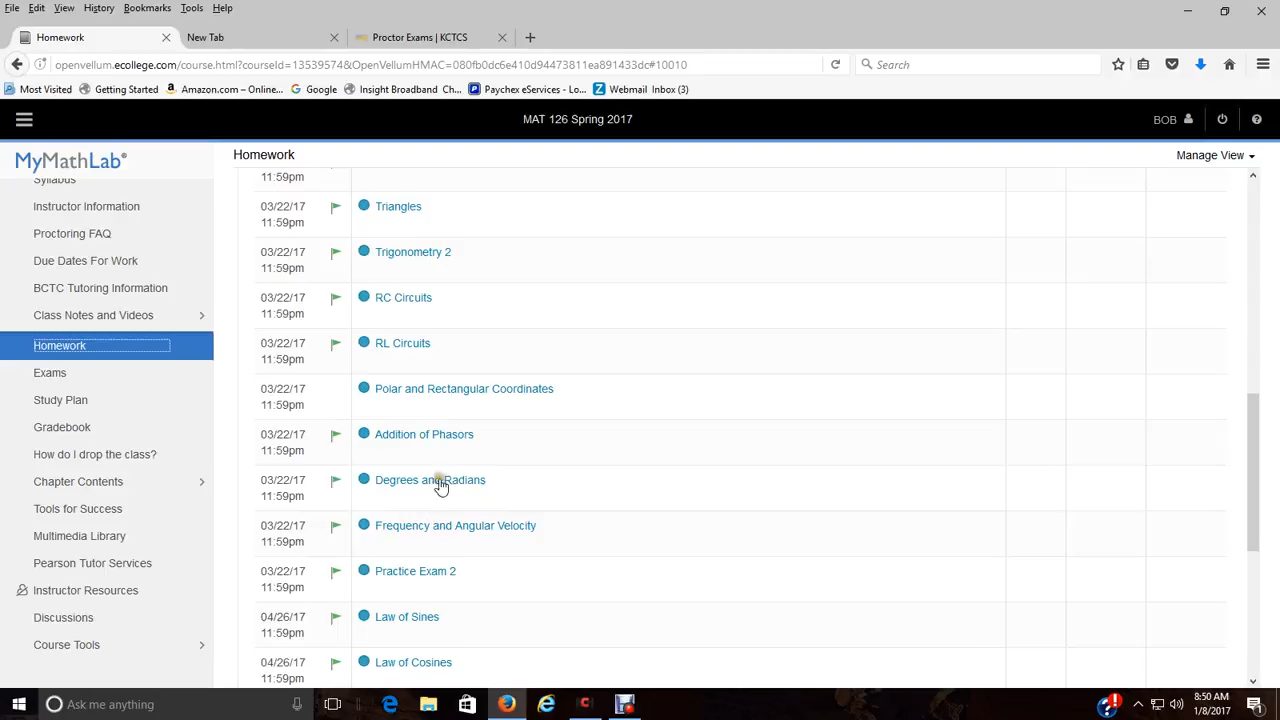 File Edit View History Bookmarks Tools Help
Homework New Tab Proctor Exams | KCTCS
openvellum.ecollege.com/course.html?courseId=13539574&OpenVellumHMAC=080fb0dc6e410d94473811ea891433dc#10010 Search
Most Visited Getting Started Amazon.com – Online... Google Insight Broadband Ch... Paychex eServices - Lo... Webmail Inbox (3)
MAT 126 Spring 2017 BOB
MyMathLab®
Homework Manage View
Syllabus
Instructor Information
Proctoring FAQ
Due Dates For Work
BCTC Tutoring Information
Class Notes and Videos
Homework
Exams
Study Plan
Gradebook
How do I drop the class?
Chapter Contents
Tools for Success
Multimedia Library
Pearson Tutor Services
Instructor Resources
Discussions
Course Tools
11:59pm
03/22/17 Triangles
11:59pm
03/22/17 Trigonometry 2
11:59pm
03/22/17 RC Circuits
11:59pm
03/22/17 RL Circuits
11:59pm
03/22/17 Polar and Rectangular Coordinates
11:59pm
03/22/17 Addition of Phasors
11:59pm
03/22/17 Degrees and Radians
11:59pm
03/22/17 Frequency and Angular Velocity
11:59pm
03/22/17 Practice Exam 2
11:59pm
04/26/17 Law of Sines
11:59pm
04/26/17 Law of Cosines
11:59pm
Ask me anything
8:50 AM
1/8/2017